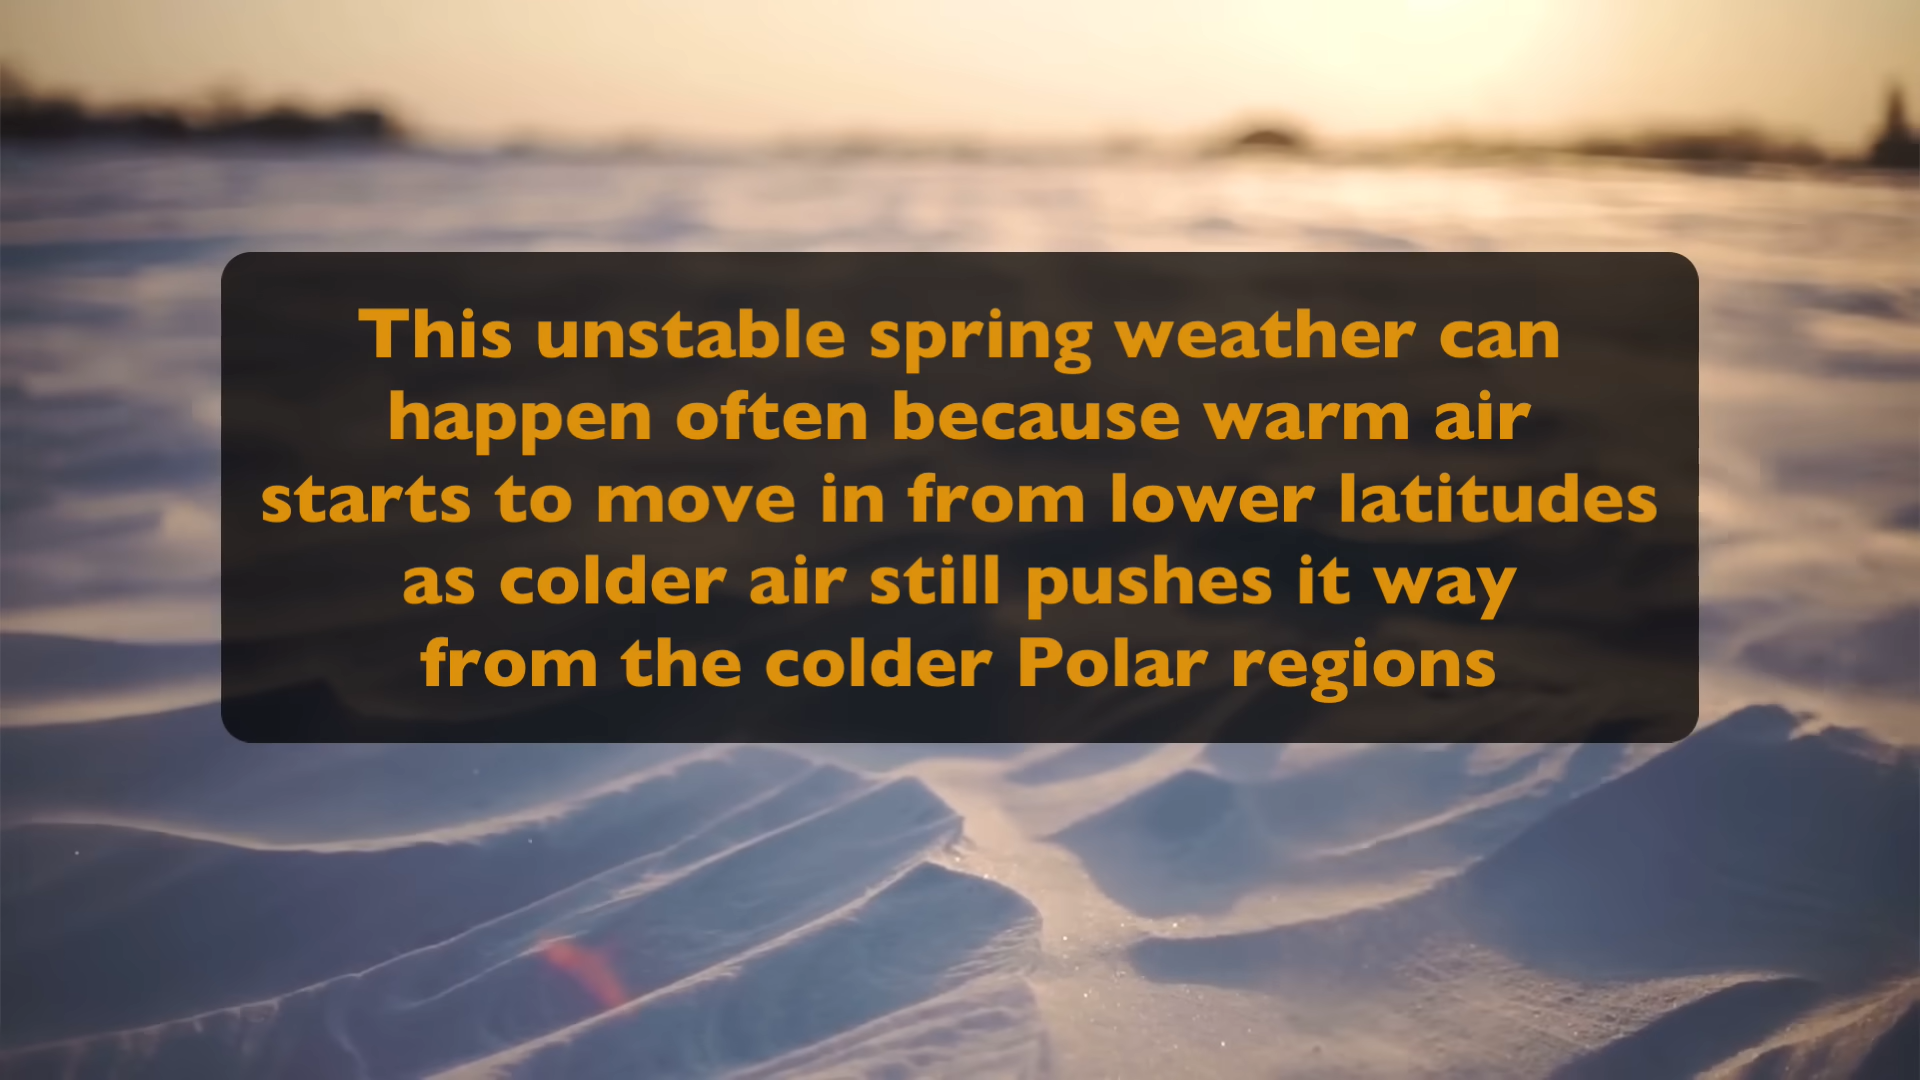 This unstable spring weather can
happen often because warm air
starts to move in from lower latitudes
as colder air still pushes it way
from the colder Polar regions